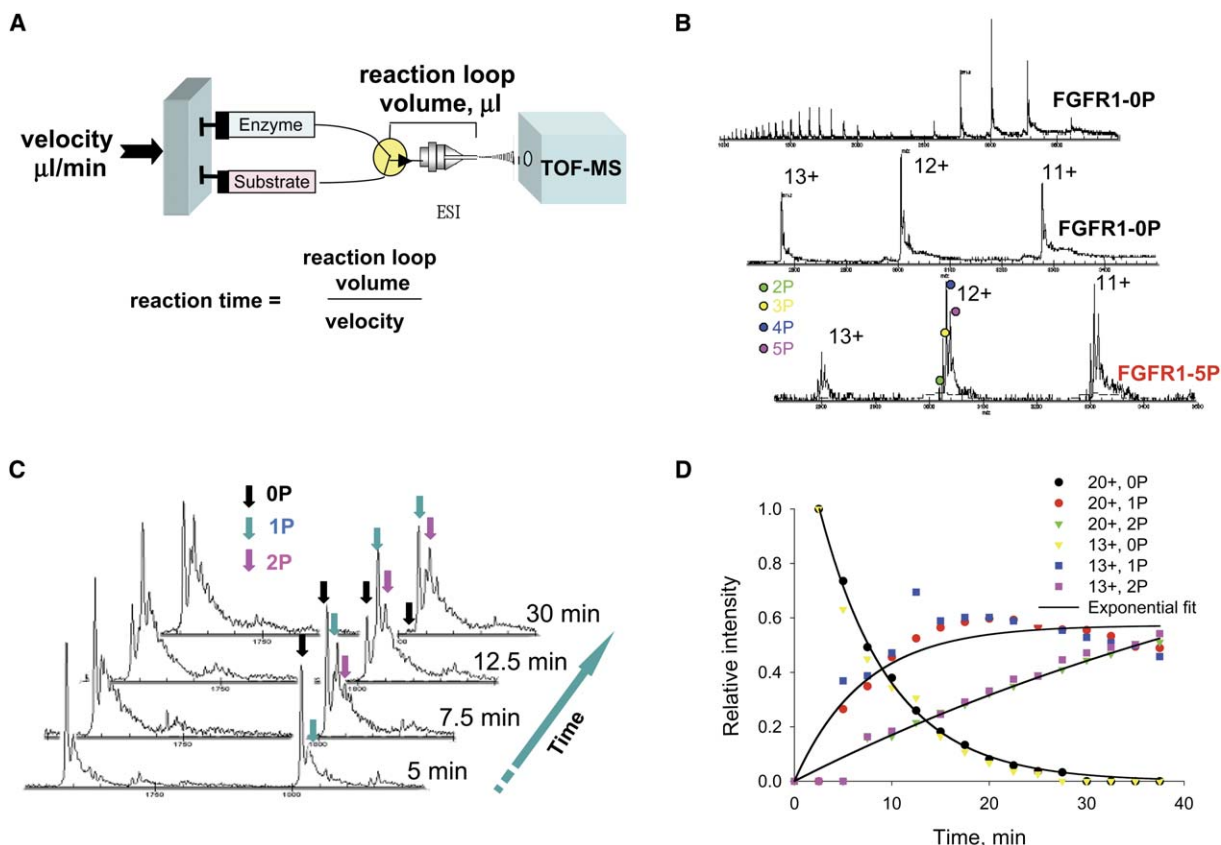 A
velocity
µl/min
Enzyme
Substrate
reaction loop
volume, µl
ESI
TOF-MS
reaction time =
reaction loop
volume
velocity
B
FGFR1-0P
13+
12+
11+
FGFR1-0P
2P
3P
4P
5P
13+
12+
11+
FGFR1-5P
C
0P
1P
2P
1750
30 min
1750
1800
12.5 min
1750
1800
7.5 min
1750
1800
5 min
Time
D
20+, 0P
20+, 1P
20+, 2P
13+, 0P
13+, 1P
13+, 2P
Exponential fit
Relative intensity
1.0
0.8
0.6
0.4
0.2
0.0
0
10
20
30
40
Time, min